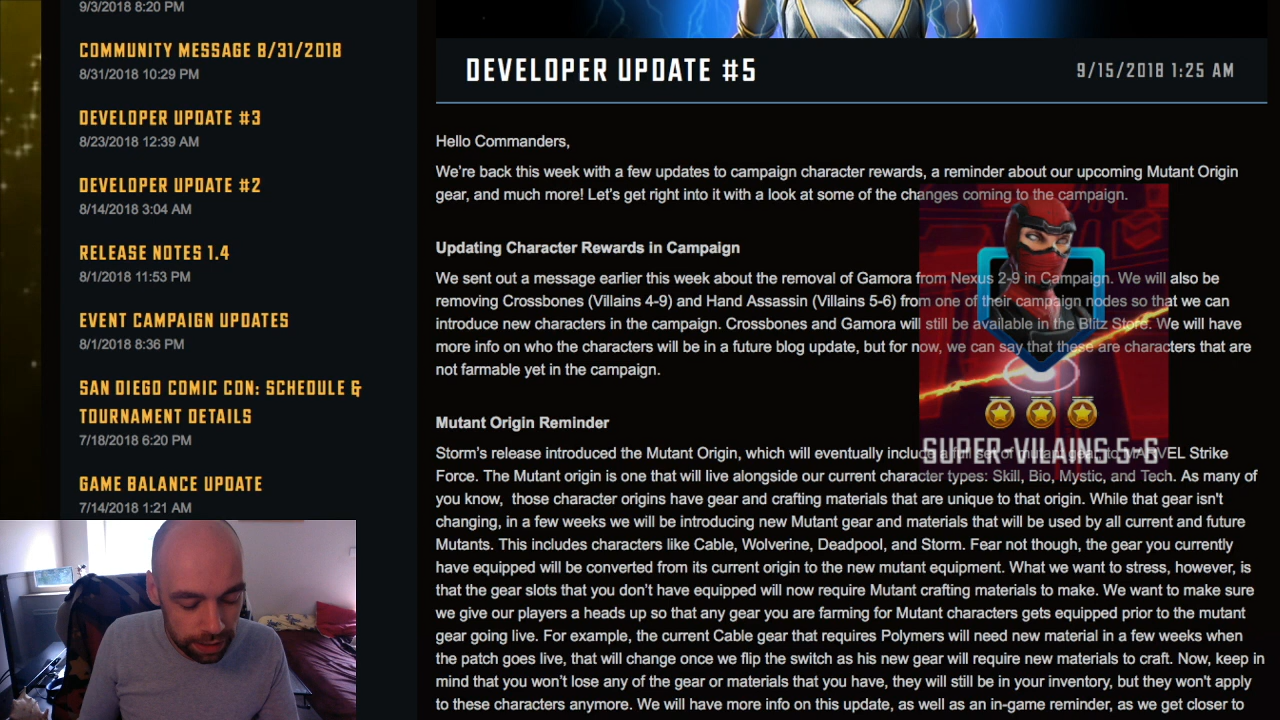 9/3/2018 8:20 PM
COMMUNITY MESSAGE 8/31/2018
8/31/2018 10:29 PM
DEVELOPER UPDATE #3
8/23/2018 12:39 AM
DEVELOPER UPDATE #2
8/14/2018 3:04 AM
RELEASE NOTES 1.4
8/1/2018 11:53 PM
EVENT CAMPAIGN UPDATES
8/1/2018 8:36 PM
SAN DIEGO COMIC CON: SCHEDULE &
TOURNAMENT DETAILS
7/18/2018 6:20 PM
GAME BALANCE UPDATE
7/14/2018 1:21 AM
DEVELOPER UPDATE #5
9/15/2018 1:25 AM
Hello Commanders,
We're back this week with a few updates to campaign character rewards, a reminder about our upcoming Mutant Origin
gear, and much more! Let's get right into it with a look at some of the changes coming to the campaign.
Updating Character Rewards in Campaign
We sent out a message earlier this week about the removal of Gamora from Nexus 2-9 in Campaign. We will also be
removing Crossbones (Villains 4-9) and Hand Assassin (Villains 5-6) from one of their campaign nodes so that we can
introduce new characters in the campaign. Crossbones and Gamora will still be available in the Blitz Store. We will have
more info on who the characters will be in a future blog update, but for now, we can say that these are characters that are
not farmable yet in the campaign.
Mutant Origin Reminder
Storm's release introduced the Mutant Origin, which will eventually include a full set of mutant gear, to MARVEL Strike
Force. The Mutant origin is one that will live alongside our current character types: Skill, Bio, Mystic, and Tech. As many of
you know, those character origins have gear and crafting materials that are unique to that origin. While that gear isn't
changing, in a few weeks we will be introducing new Mutant gear and materials that will be used by all current and future
Mutants. This includes characters like Cable, Wolverine, Deadpool, and Storm. Fear not though, the gear you currently
have equipped will be converted from its current origin to the new mutant equipment. What we want to stress, however, is
that the gear slots that you don't have equipped will now require Mutant crafting materials to make. We want to make sure
we give our players a heads up so that any gear you are farming for Mutant characters gets equipped prior to the mutant
gear going live. For example, the current Cable gear that requires Polymers will need new material in a few weeks when
the patch goes live, that will change once we flip the switch as his new gear will require new materials to craft. Now, keep in
mind that you won't lose any of the gear or materials that you have, they will still be in your inventory, but they won't apply
to these characters anymore. We will have more info on this update, as well as an in-game reminder, as we get closer to
SUPER-VILAINS 5-6